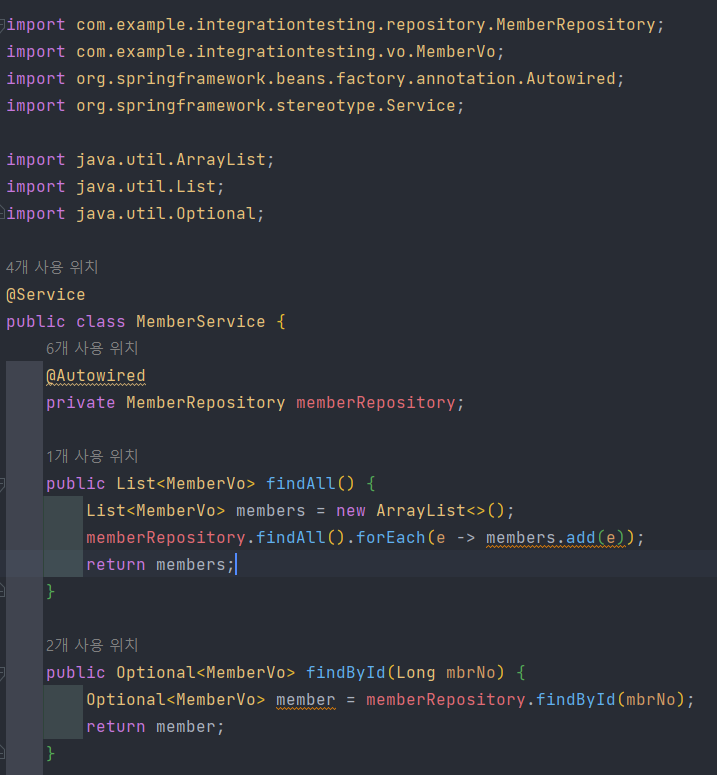 import com.example.integrationtesting.repository.MemberRepository;
import com.example.integrationtesting.vo.MemberVo;
import org.springframework.beans.factory.annotation.Autowired;
import org.springframework.stereotype.Service;
import java.util.ArrayList;
import java.util.List;
import java.util.Optional;
4개 사용 위치
@Service
public class MemberService {
6개 사용 위치
@Autowired
private MemberRepository memberRepository;
1개 사용 위치
public List<MemberVo> findAll() {
List<MemberVo> members = new ArrayList<>();
memberRepository.findAll().forEach(e -> members.add(e));
return members;
}
2개 사용 위치
public Optional<MemberVo> findById(Long mbrNo) {
Optional<MemberVo> member = memberRepository.findById(mbrNo);
return member;
}